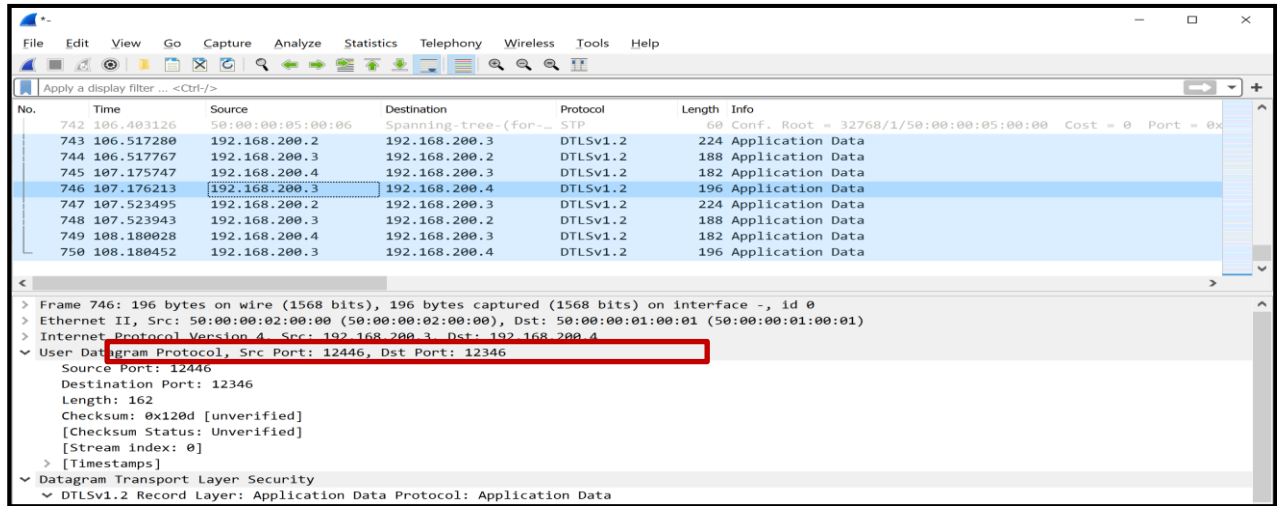 *-
File Edit View Go Capture Analyze Statistics Telephony Wireless Tools Help
Apply a display filter ... <Ctrl-/>
No. Time Source Destination Protocol Length Info
742 106.403126 50:00:00:05:00:06 Spanning-tree-(for-… STP 60 Conf. Root = 32768/1/50:00:00:05:00:00 Cost = 0 Port = 0x
743 106.517280 192.168.200.2 192.168.200.3 DTLSv1.2 224 Application Data
744 106.517767 192.168.200.3 192.168.200.2 DTLSv1.2 188 Application Data
745 107.175747 192.168.200.4 192.168.200.3 DTLSv1.2 182 Application Data
746 107.176213 192.168.200.3 192.168.200.4 DTLSv1.2 196 Application Data
747 107.523495 192.168.200.2 192.168.200.3 DTLSv1.2 224 Application Data
748 107.523943 192.168.200.3 192.168.200.2 DTLSv1.2 188 Application Data
749 108.180028 192.168.200.4 192.168.200.3 DTLSv1.2 182 Application Data
750 108.180452 192.168.200.3 192.168.200.4 DTLSv1.2 196 Application Data
Frame 746: 196 bytes on wire (1568 bits), 196 bytes captured (1568 bits) on interface -, id 0
Ethernet II, Src: 50:00:00:02:00:00 (50:00:00:02:00:00), Dst: 50:00:00:01:00:01 (50:00:00:01:00:01)
Internet Protocol Version 4, Src: 192.168.200.3, Dst: 192.168.200.4
User Datagram Protocol, Src Port: 12446, Dst Port: 12346
Source Port: 12446
Destination Port: 12346
Length: 162
Checksum: 0x120d [unverified]
[Checksum Status: Unverified]
[Stream index: 0]
[Timestamps]
Datagram Transport Layer Security
DTLSv1.2 Record Layer: Application Data Protocol: Application Data